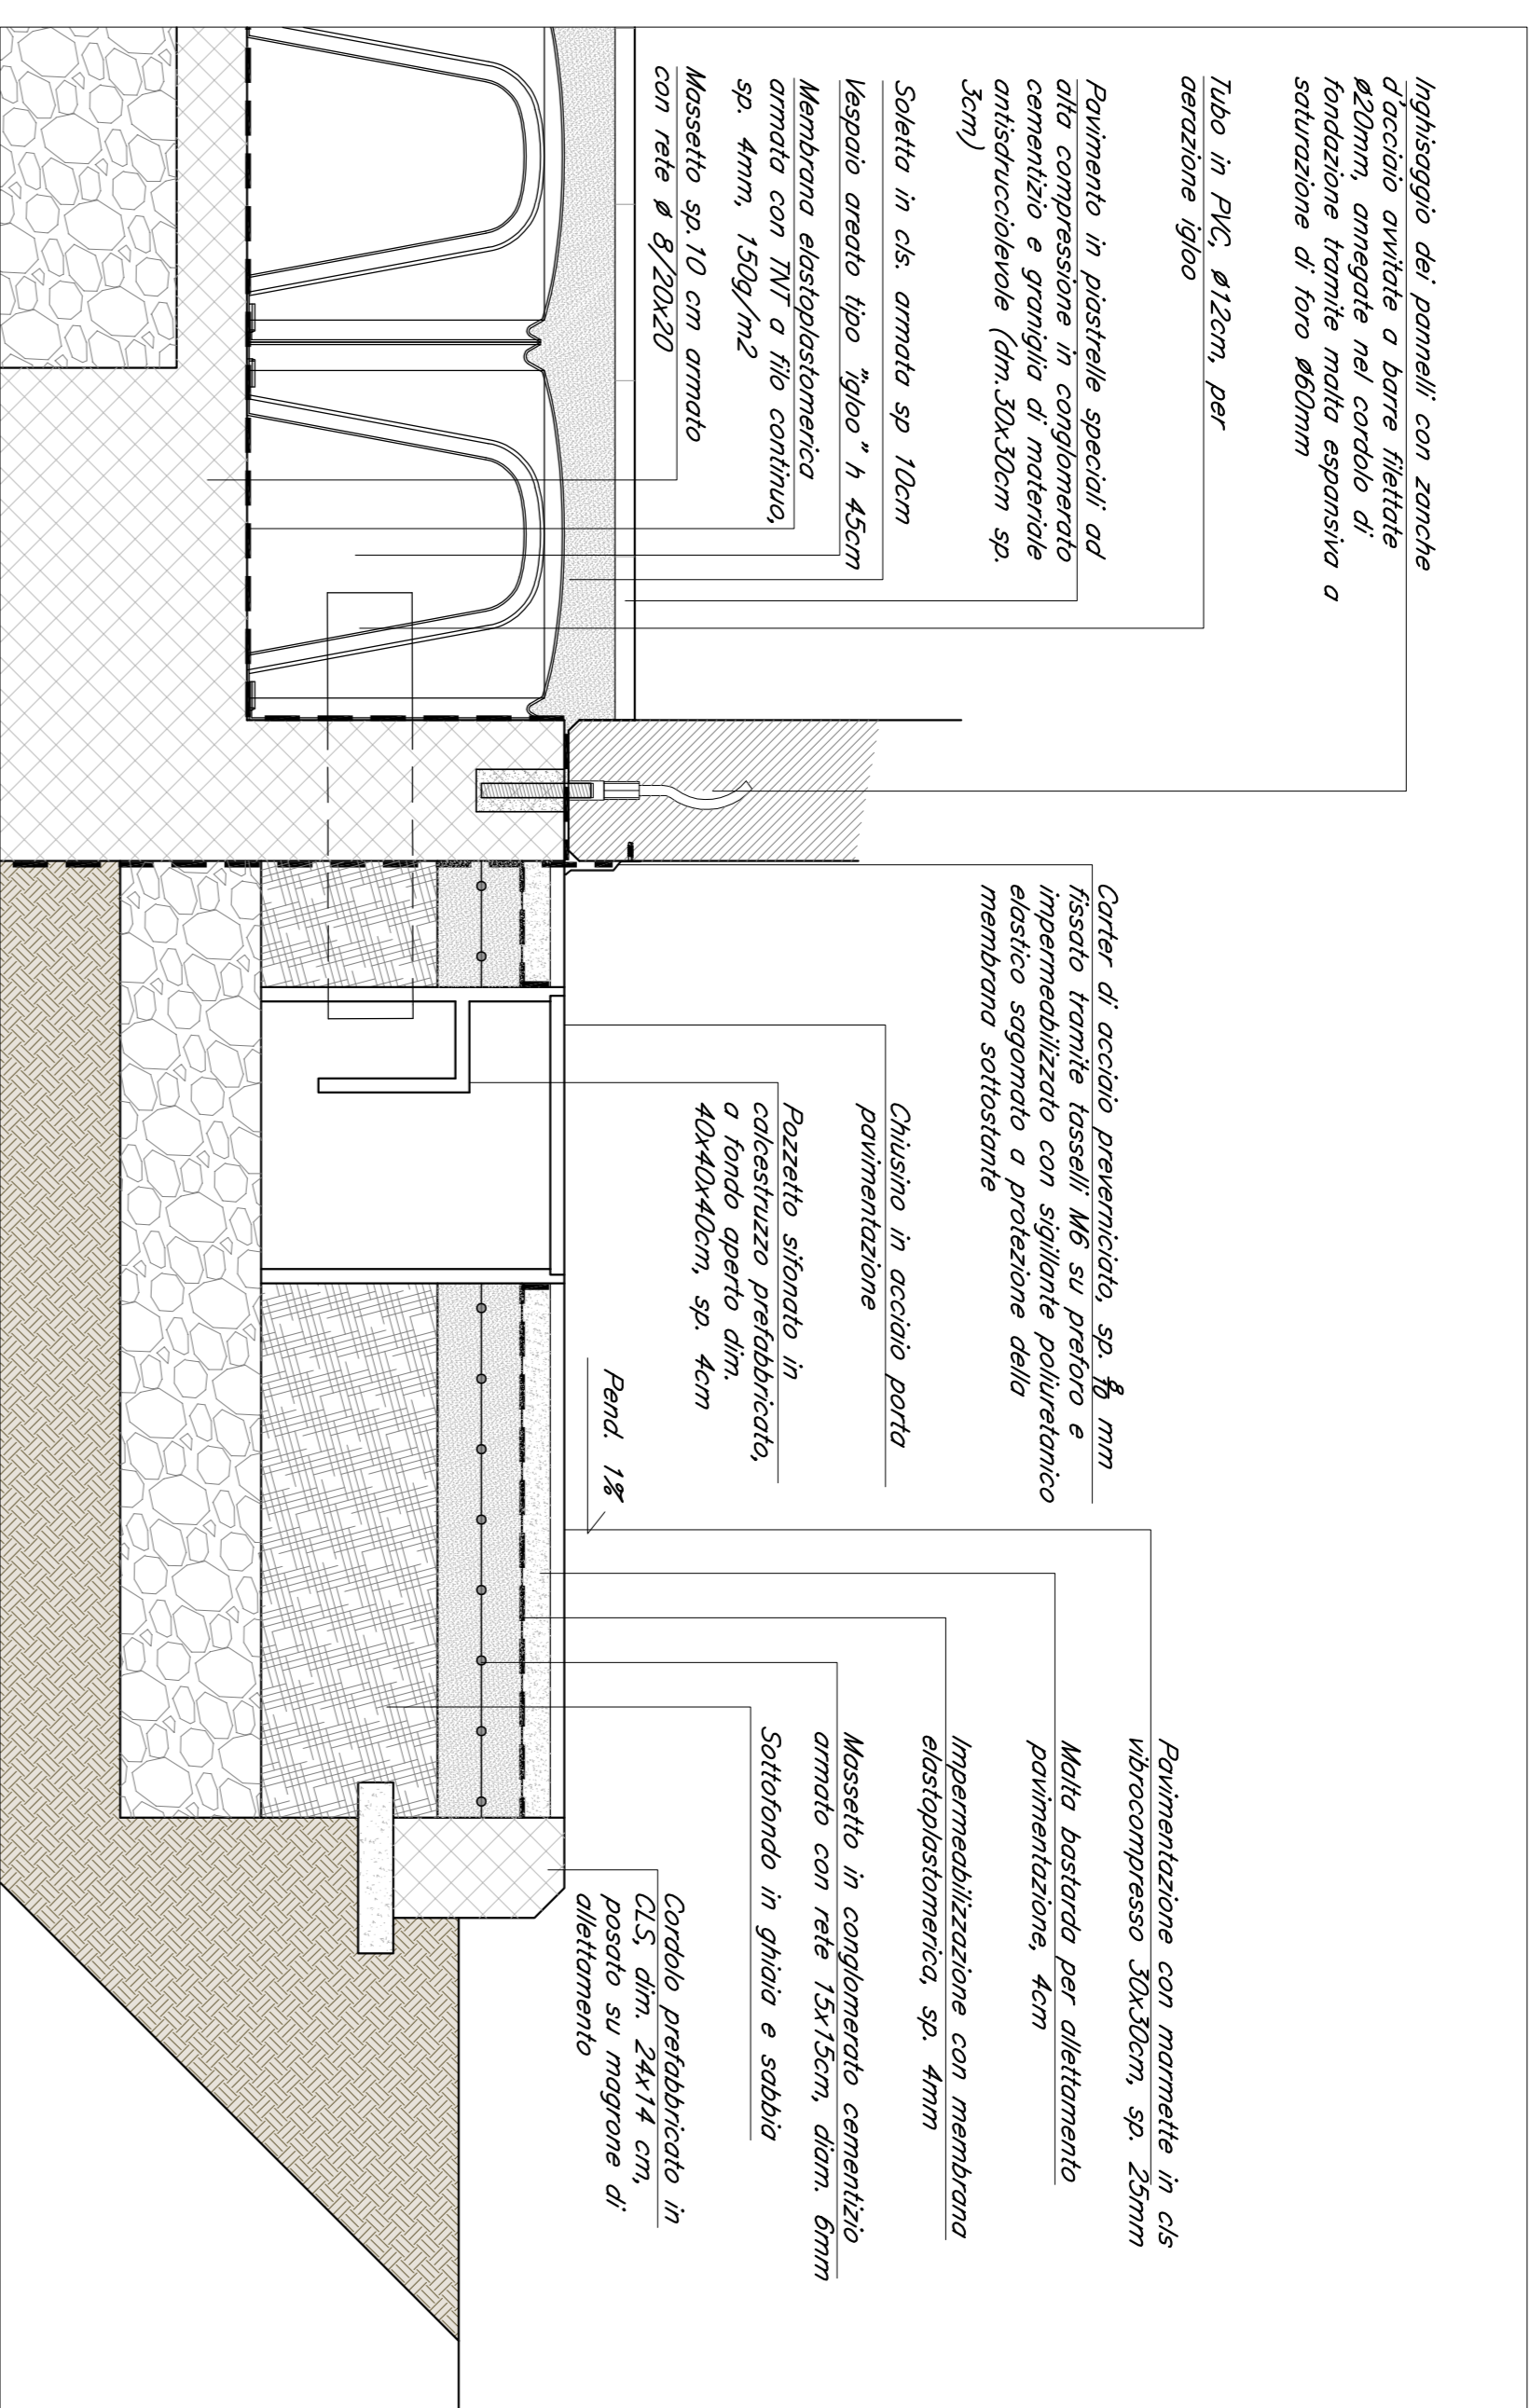 Inghisaggio dei pannelli con zanche
d'acciaio avvitate a barre filettate
ø20mm, annegate nel cordolo di
fondazione tramite malta espansiva a
saturazione di foro ø60mm
Tubo in PVC, ø12cm, per
aerazione igloo
Pavimento in piastrelle speciali ad
alta compressione in conglomerato
cementizio e graniglia di materiale
antisdrucciolevole (dm.30x30cm sp.
3cm)
Soletta in cls. armata sp 10cm
Vespaio areato tipo "igloo" h 45cm
Membrana elastoplastomerica
armata con TNT a filo continuo,
sp. 4mm, 150g/m2
Massetto sp.10 cm armato
con rete ø 8/20x20
Carter di acciaio preverniciato, sp. 8/10 mm
fissato tramite tasselli M6 su preforo e
impermeabilizzato con sigillante poliuretanico
elastico sagomato a protezione della
membrana sottostante
Chiusino in acciaio porta
pavimentazione
Pozzetto sifonato in
calcestruzzo prefabbricato,
a fondo aperto dim.
40x40x40cm, sp. 4cm
Pend. 1%
Pavimentazione con marmette in cls
vibrocompresso 30x30cm, sp. 25mm
Malta bastarda per allettamento
pavimentazione, 4cm
Impermeabilizzazione con membrana
elastoplastomerica, sp. 4mm
Massetto in conglomerato cementizio
armato con rete 15x15cm, diam. 6mm
Sottofondo in ghiaia e sabbia
Cordolo prefabbricato in
CLS, dim. 24x14 cm,
posato su magrone di
allettamento